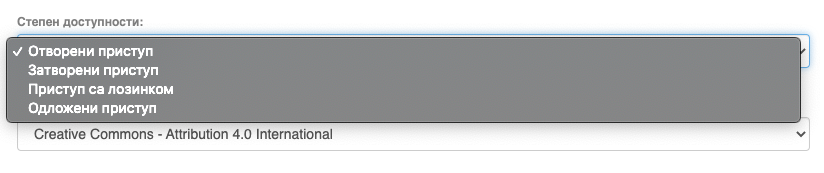 Степен доступности:
✓ Отворени приступ
Затворени приступ
Приступ са лозинком
Одложени приступ
Creative Commons - Attribution 4.0 International